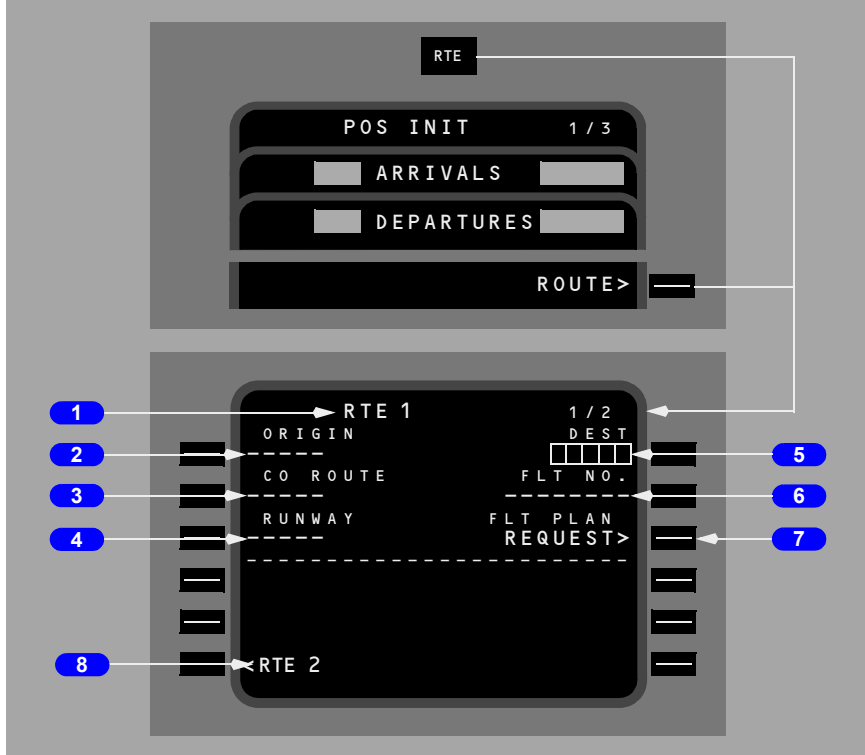 RTE
POS INIT 1/3
ARRIVALS
DEPARTURES
ROUTE>
1 RTE 1 1/2
ORIGIN DEST
2 ----- 5
CO ROUTE FLT NO.
3 ----- -------- 6
RUNWAY FLT PLAN
4 ----- REQUEST> 7
------------------------
8 <RTE 2